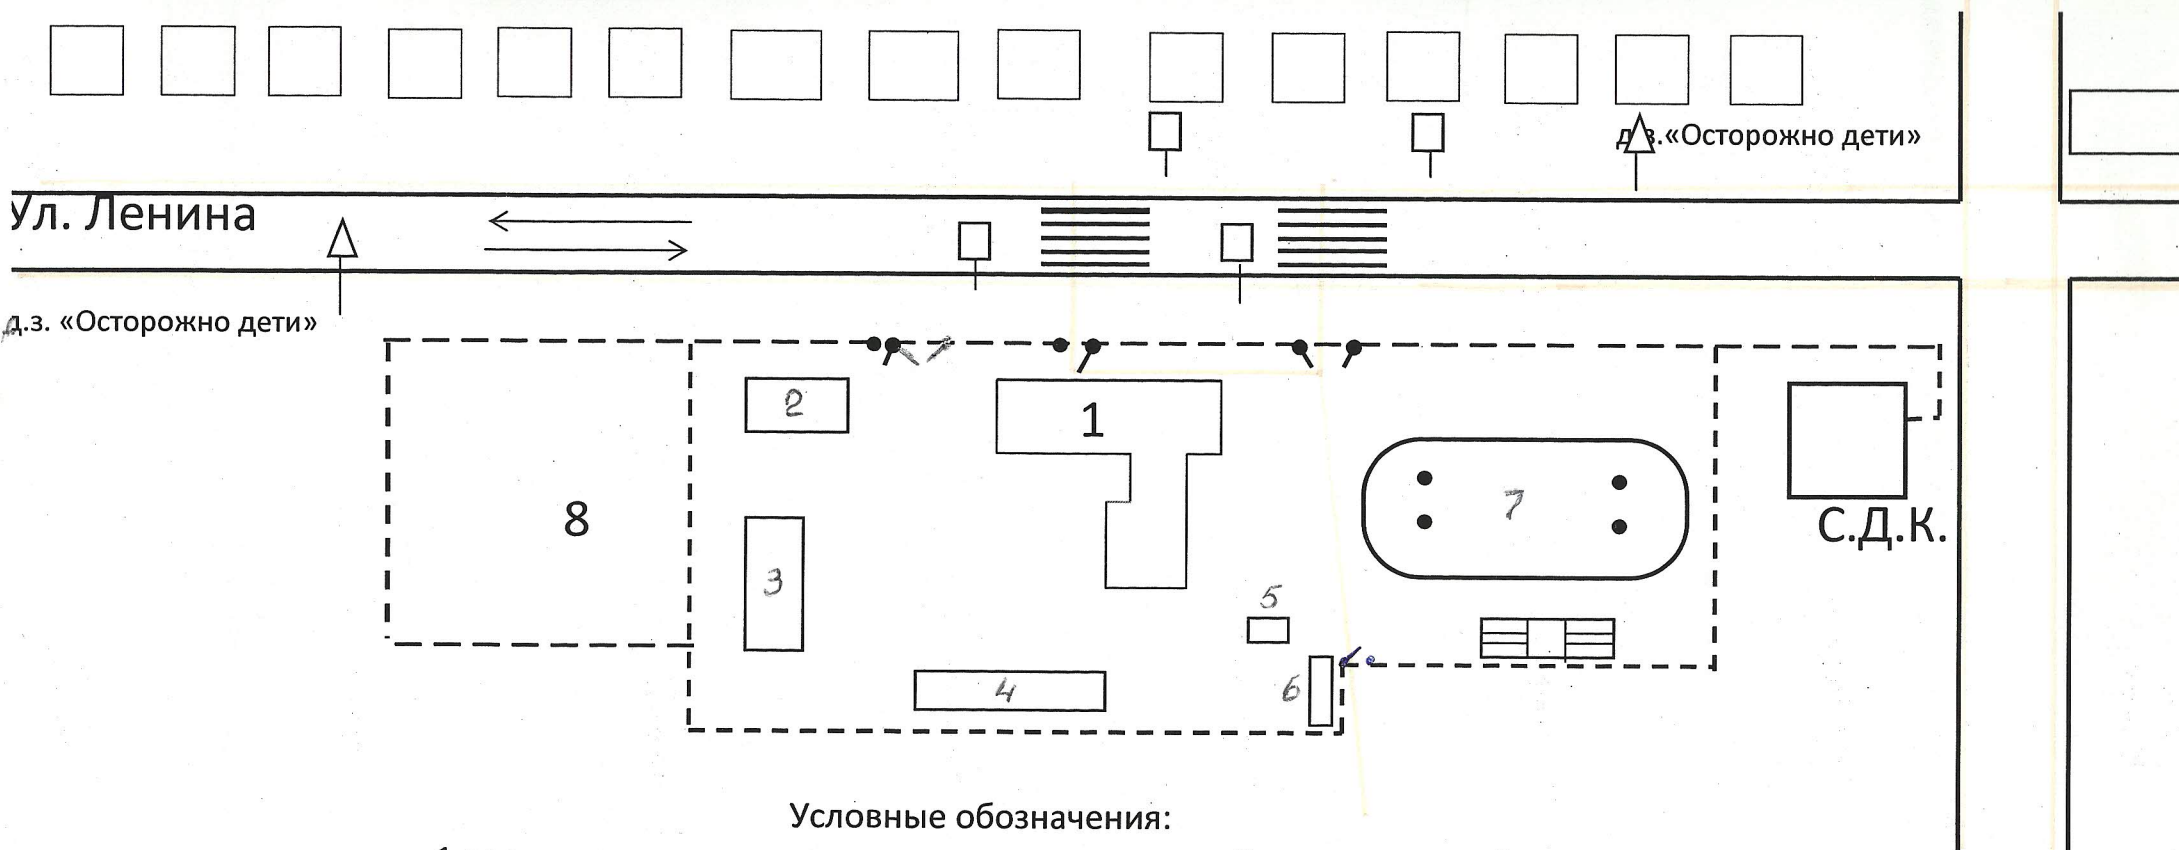 д.з.«Осторожно дети»
Ул. Ленина
д.з. «Осторожно дети»
2
1
8
7
3
С.Д.К.
5
4
6
Условные обозначения: